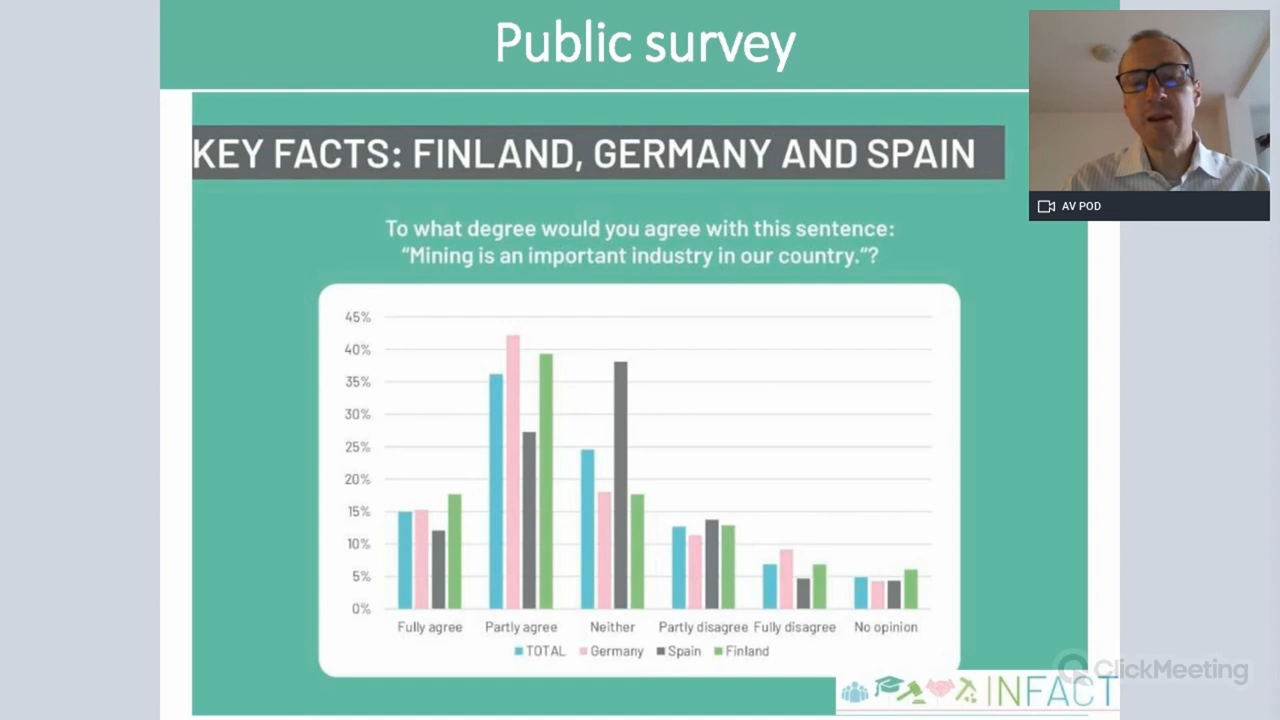 Public survey
KEY FACTS: FINLAND, GERMANY AND SPAIN
AV POD
To what degree would you agree with this sentence:
“Mining is an important industry in our country.”?
45%
40%
35%
30%
25%
20%
15%
10%
5%
0%
Fully agree Partly agree Neither Partly disagree Fully disagree No opinion
TOTAL Germany Spain Finland
ClickMeeting
INFACT